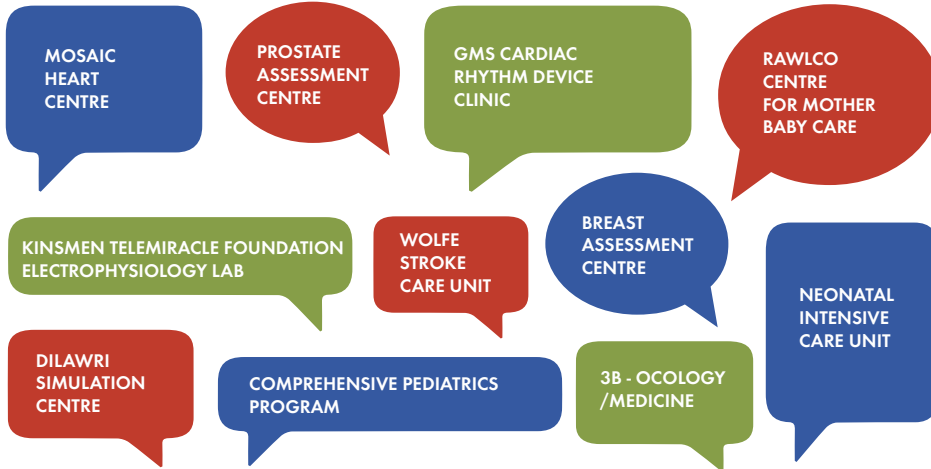 MOSAIC
HEART
CENTRE
PROSTATE
ASSESSMENT
CENTRE
GMS CARDIAC
RHYTHM DEVICE
CLINIC
RAWLCO
CENTRE
FOR MOTHER
BABY CARE
KINSMEN TELEMIRACLE FOUNDATION
ELECTROPHYSIOLOGY LAB
WOLFE
STROKE
CARE UNIT
BREAST
ASSESSMENT
CENTRE
NEONATAL
INTENSIVE
CARE UNIT
DILAWRI
SIMULATION
CENTRE
COMPREHENSIVE PEDIATRICS
PROGRAM
3B - OCOLOGY
/MEDICINE